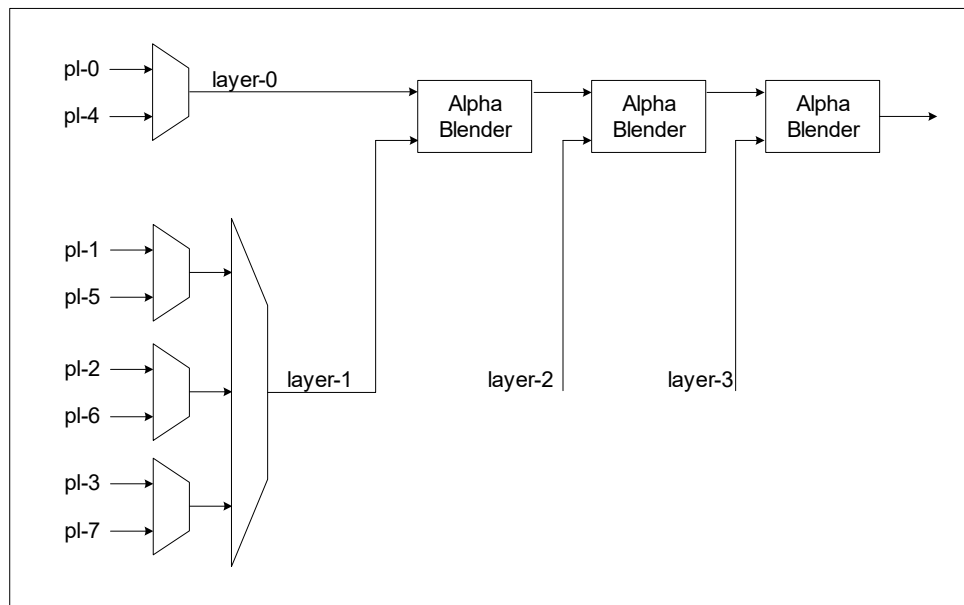 pl-0
pl-4
layer-0
Alpha
Blender
Alpha
Blender
Alpha
Blender
pl-1
pl-5
pl-2
pl-6
pl-3
pl-7
layer-1
layer-2
layer-3